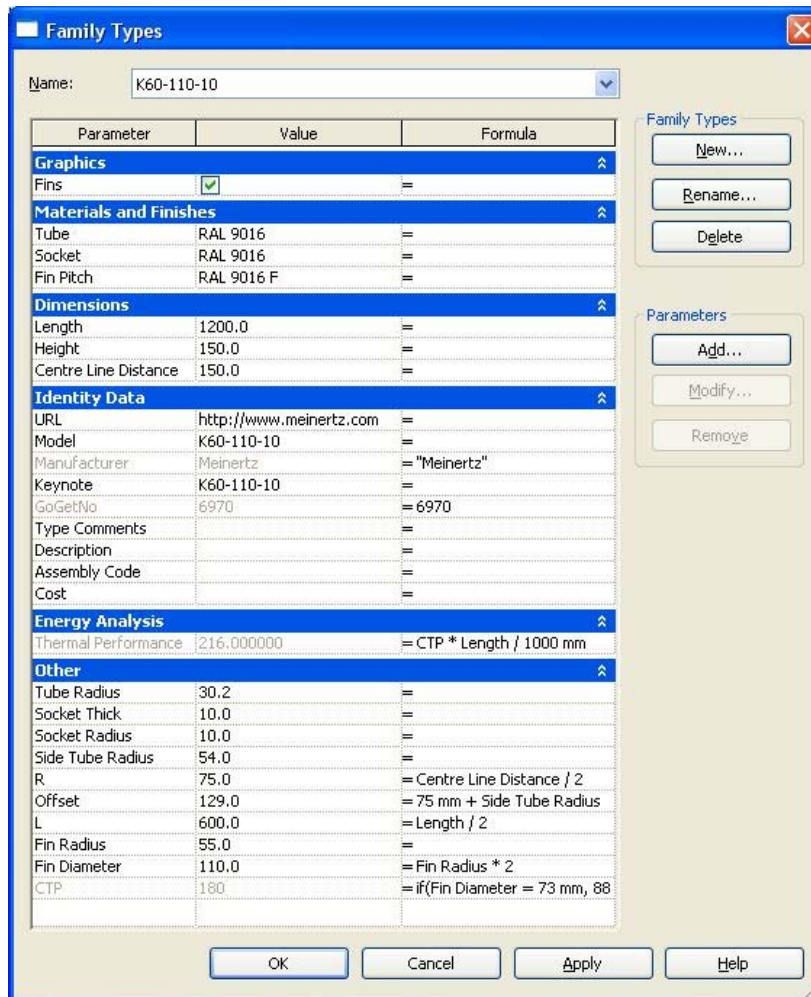 Family Types
Name: K60-110-10
Parameter Value Formula
Graphics
Fins =
Materials and Finishes
Tube RAL 9016 =
Socket RAL 9016 =
Fin Pitch RAL 9016 F =
Dimensions
Length 1200.0 =
Height 150.0 =
Centre Line Distance 150.0 =
Identity Data
URL http://www.meinertz.com =
Model K60-110-10 =
Manufacturer Meinertz = "Meinertz"
Keynote K60-110-10 =
GoGetNo 6970 = 6970
Type Comments =
Description =
Assembly Code =
Cost =
Energy Analysis
Thermal Performance 216.000000 = CTP * Length / 1000 mm
Other
Tube Radius 30.2 =
Socket Thick 10.0 =
Socket Radius 10.0 =
Side Tube Radius 54.0 =
R 75.0 = Centre Line Distance / 2
Offset 129.0 = 75 mm + Side Tube Radius
L 600.0 = Length / 2
Fin Radius 55.0 =
Fin Diameter 110.0 = Fin Radius * 2
CTP 180 = if(Fin Diameter = 73 mm, 88
Family Types
New...
Rename...
Delete
Parameters
Add...
Modify...
Remove
OK Cancel Apply Help